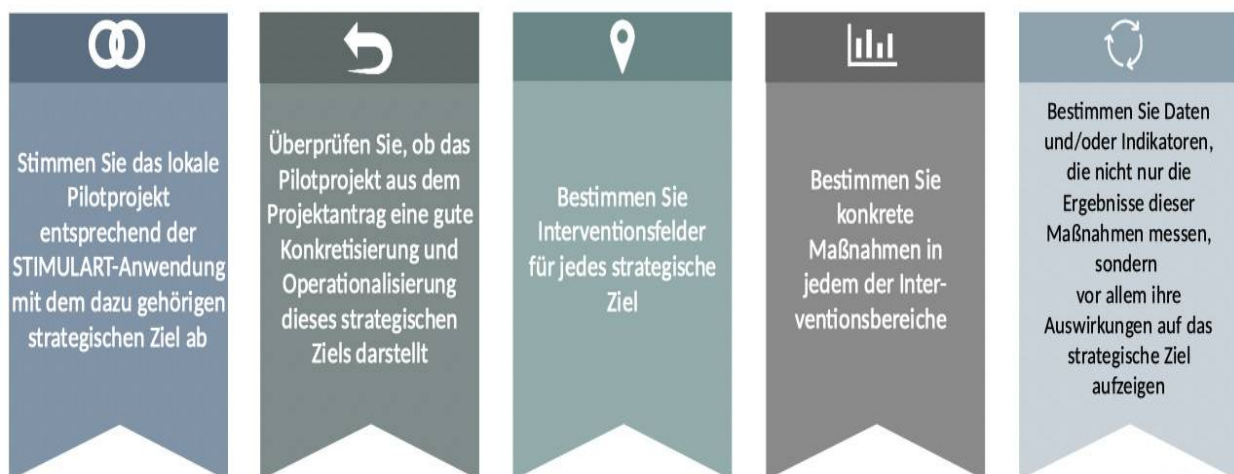 Stimmen Sie das lokale
Pilotprojekt
entsprechend der
STIMULART-Anwendung
mit dem dazu gehörigen
strategischen Ziel ab
Überprüfen Sie, ob das
Pilotprojekt aus dem
Projektantrag eine gute
Konkretisierung und
Operationalisierung
dieses strategischen
Ziels darstellt
Bestimmen Sie
Interventionsfelder
für jedes strategische
Ziel
Bestimmen Sie
konkrete
Maßnahmen in
jedem der Inter-
ventionsbereiche
Bestimmen Sie Daten
und/oder Indikatoren,
die nicht nur die
Ergebnisse dieser
Maßnahmen messen,
sondern
vor allem ihre
Auswirkungen auf das
strategische Ziel
aufzeigen